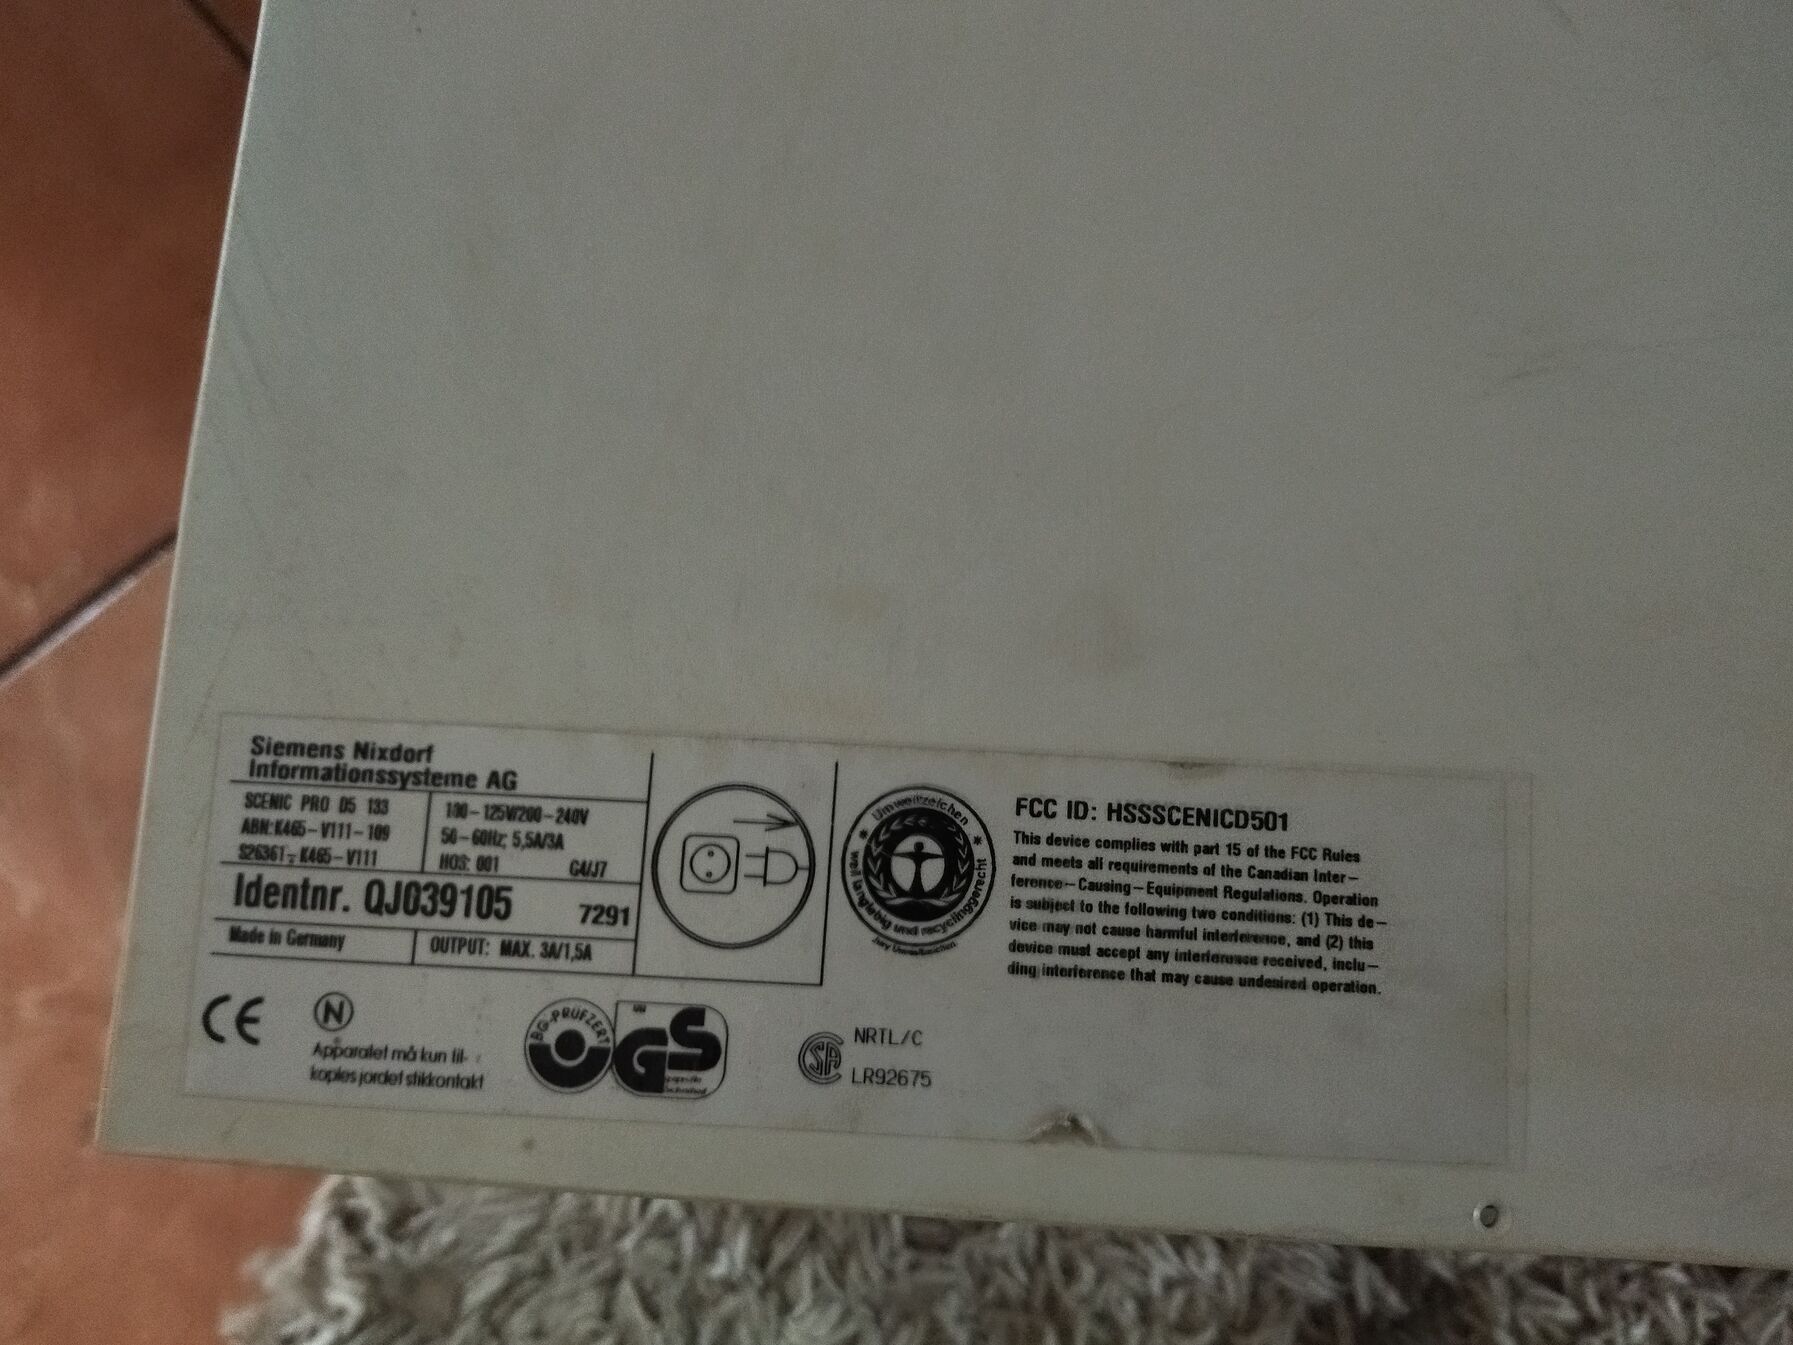 Siemens Nixdorf
Informationssysteme AG
SCENIC PRO D5 133
ABN:K465-V111-109
S26361-K465-V111
100-125V/200-240V
50-60Hz; 5,5A/3A
HOS: 001 G4/J7
Identnr. QJ039105 7291
Made in Germany
OUTPUT: MAX. 3A/1,5A
Umweltzeichen
weil langlebig und recyclinggerecht
Jury Umweltzeichen
FCC ID: HSSSCENICD501
This device complies with part 15 of the FCC Rules
and meets all requirements of the Canadian Inter-
ference-Causing-Equipment Regulations. Operation
is subject to the following two conditions: (1) This de-
vice may not cause harmful interference, and (2) this
device must accept any interference received, inclu-
ding interference that may cause undesired operation.
CE
N
Apparatet må kun til-
koples jordet stikkontakt
BG-PRÜFZERT
GS
geprüfte
Sicherheit
SA
NRTL/C
LR92675